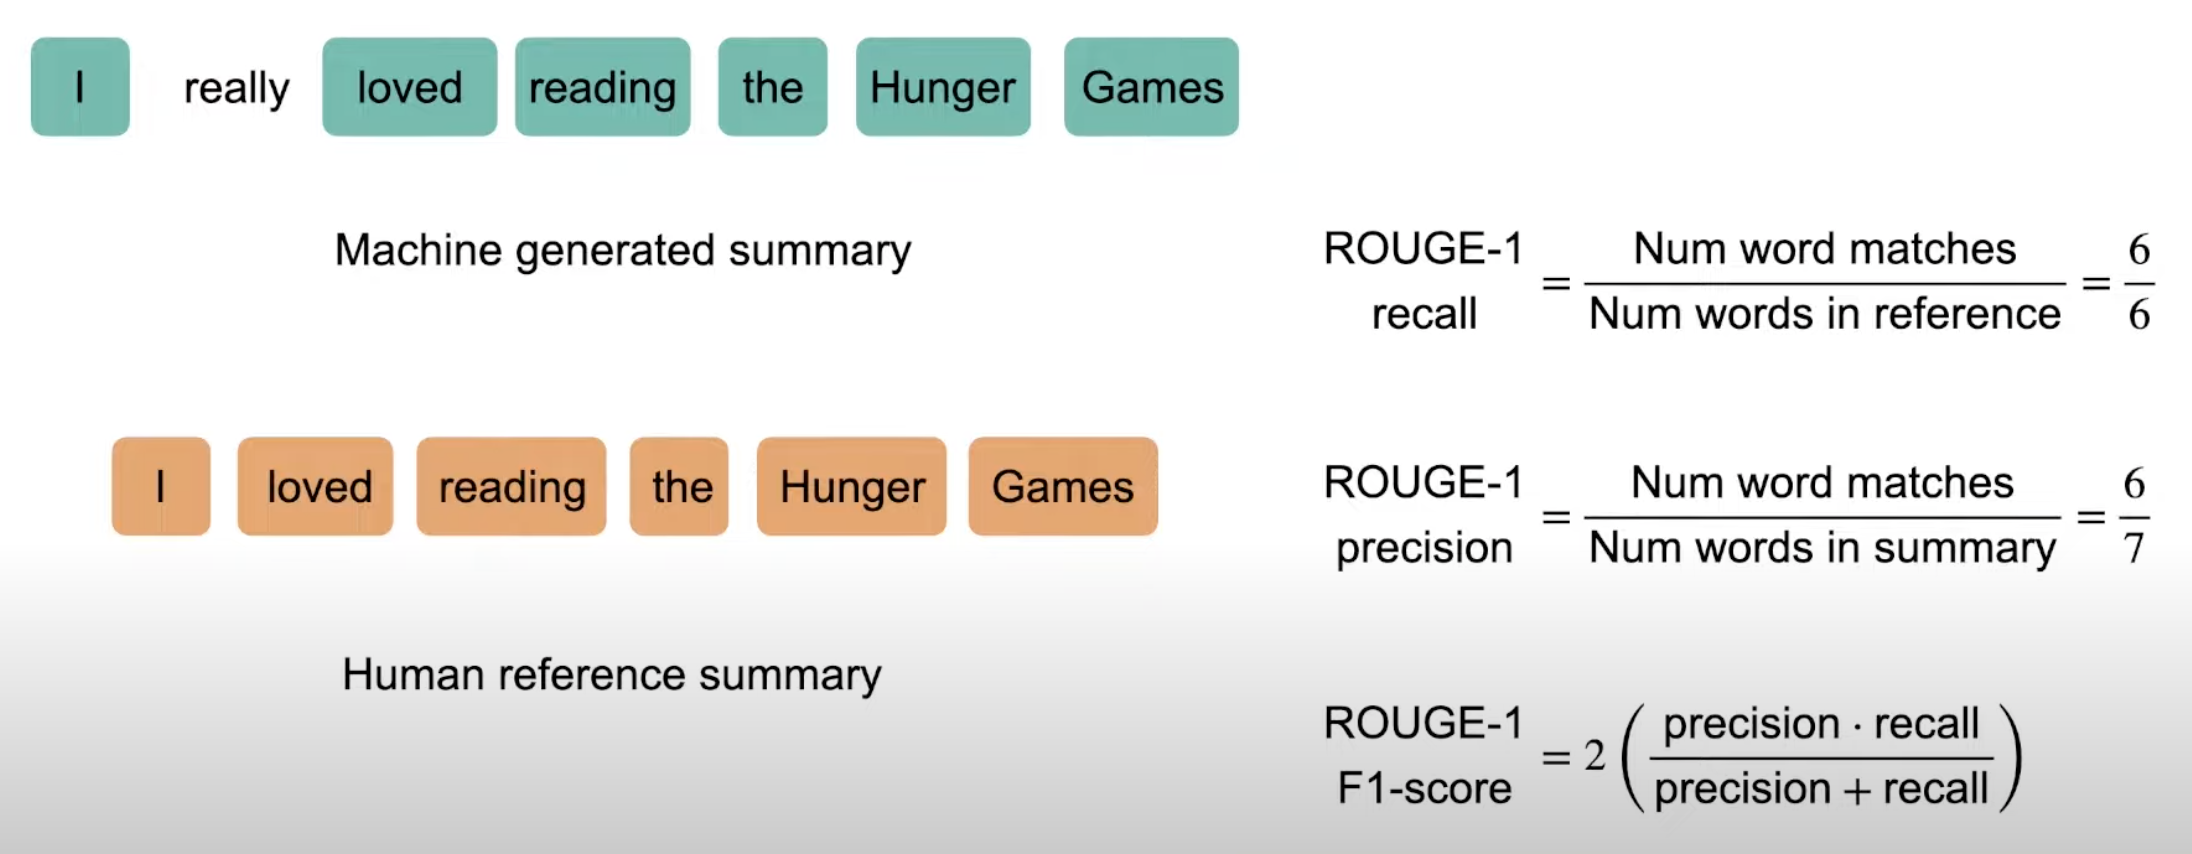 I really loved reading the Hunger Games
Machine generated summary
I loved reading the Hunger Games
Human reference summary
ROUGE-1 recall = Num word matches / Num words in reference = 6 / 6
ROUGE-1 precision = Num word matches / Num words in summary = 6 / 7
ROUGE-1 F1-score = 2 ( precision · recall / precision + recall )